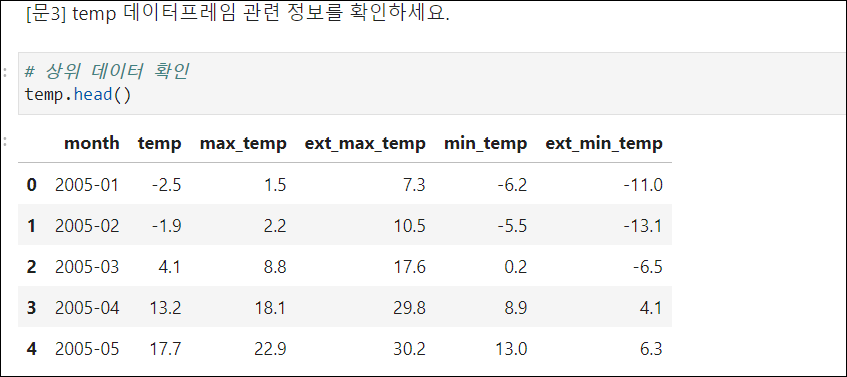 [문3] temp 데이터프레임 관련 정보를 확인하세요.
:
# 상위 데이터 확인
temp.head()
:
month temp max_temp ext_max_temp min_temp ext_min_temp
0 2005-01 -2.5 1.5 7.3 -6.2 -11.0
1 2005-02 -1.9 2.2 10.5 -5.5 -13.1
2 2005-03 4.1 8.8 17.6 0.2 -6.5
3 2005-04 13.2 18.1 29.8 8.9 4.1
4 2005-05 17.7 22.9 30.2 13.0 6.3